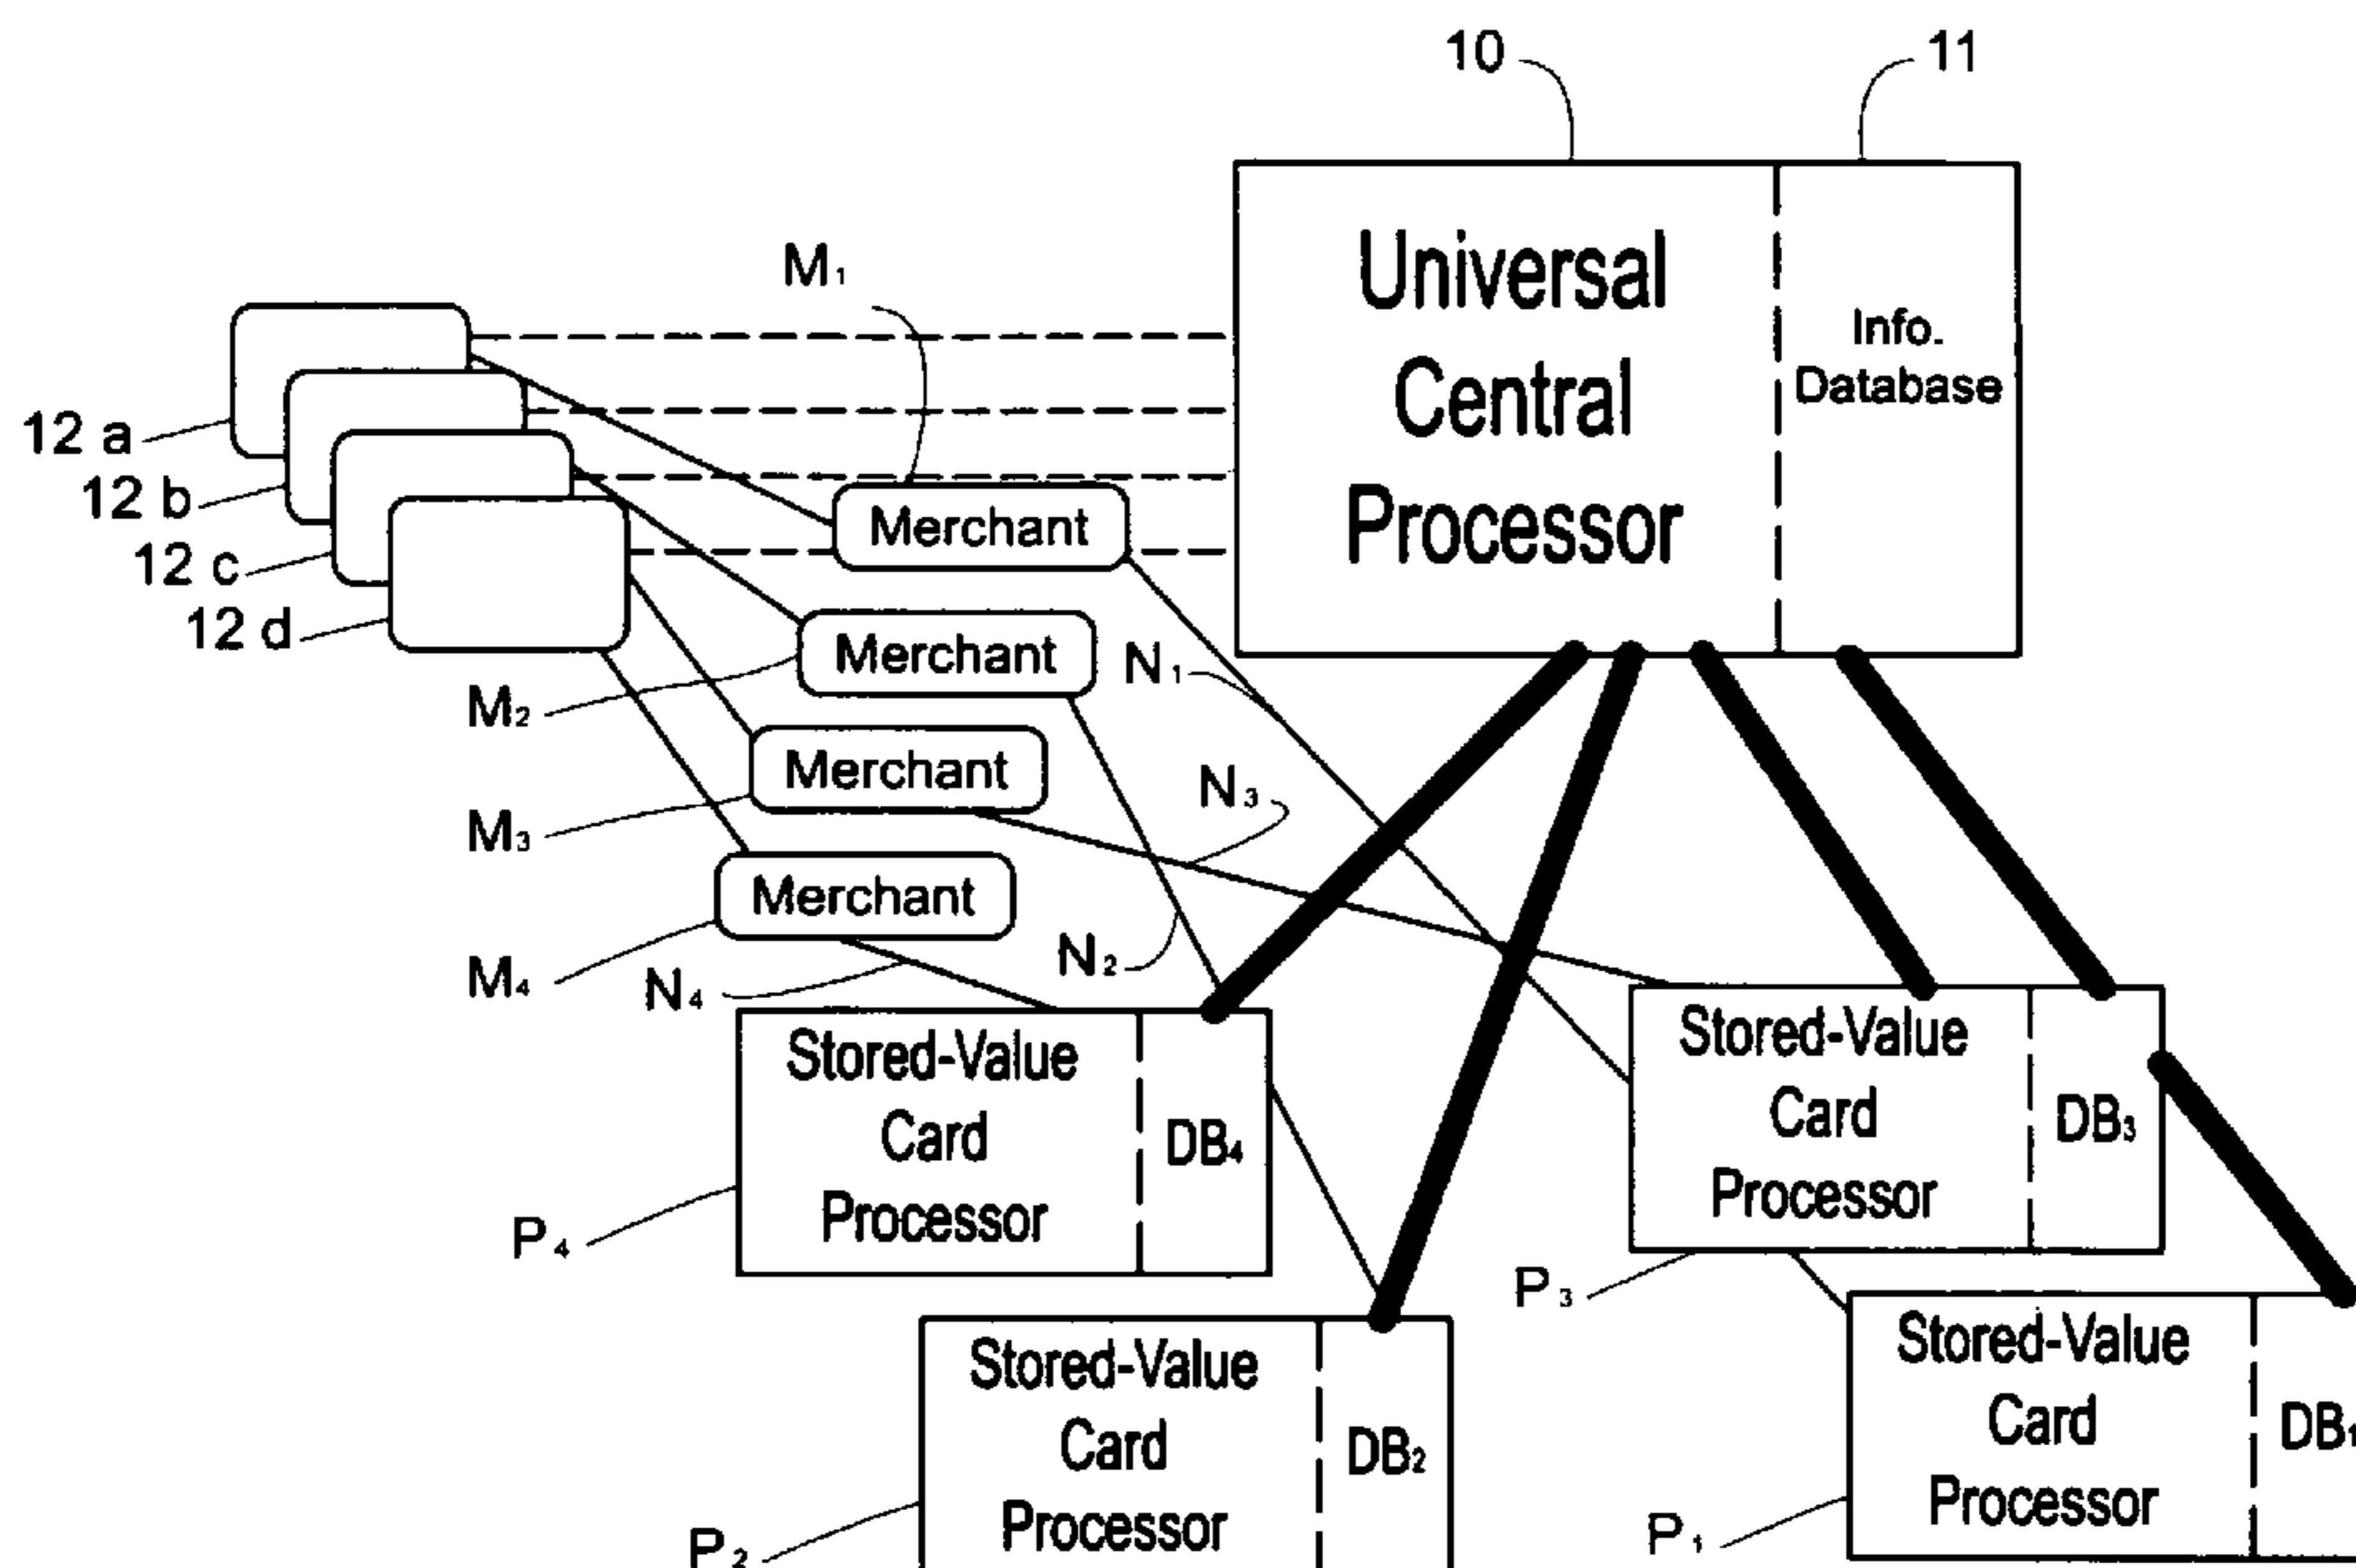 10
11
Universal
Central
Processor
Info.
Database
M₁
12 a
12 b
12 c
12 d
Merchant
Merchant
N₁
M₂
Merchant
N₃
M₃
Merchant
N₂
M₄
N₄
Stored-Value
Card
Processor
DB₄
P₄
Stored-Value
Card
Processor
DB₃
P₃
Stored-Value
Card
Processor
DB₂
P₂
Stored-Value
Card
Processor
DB₁
P₁